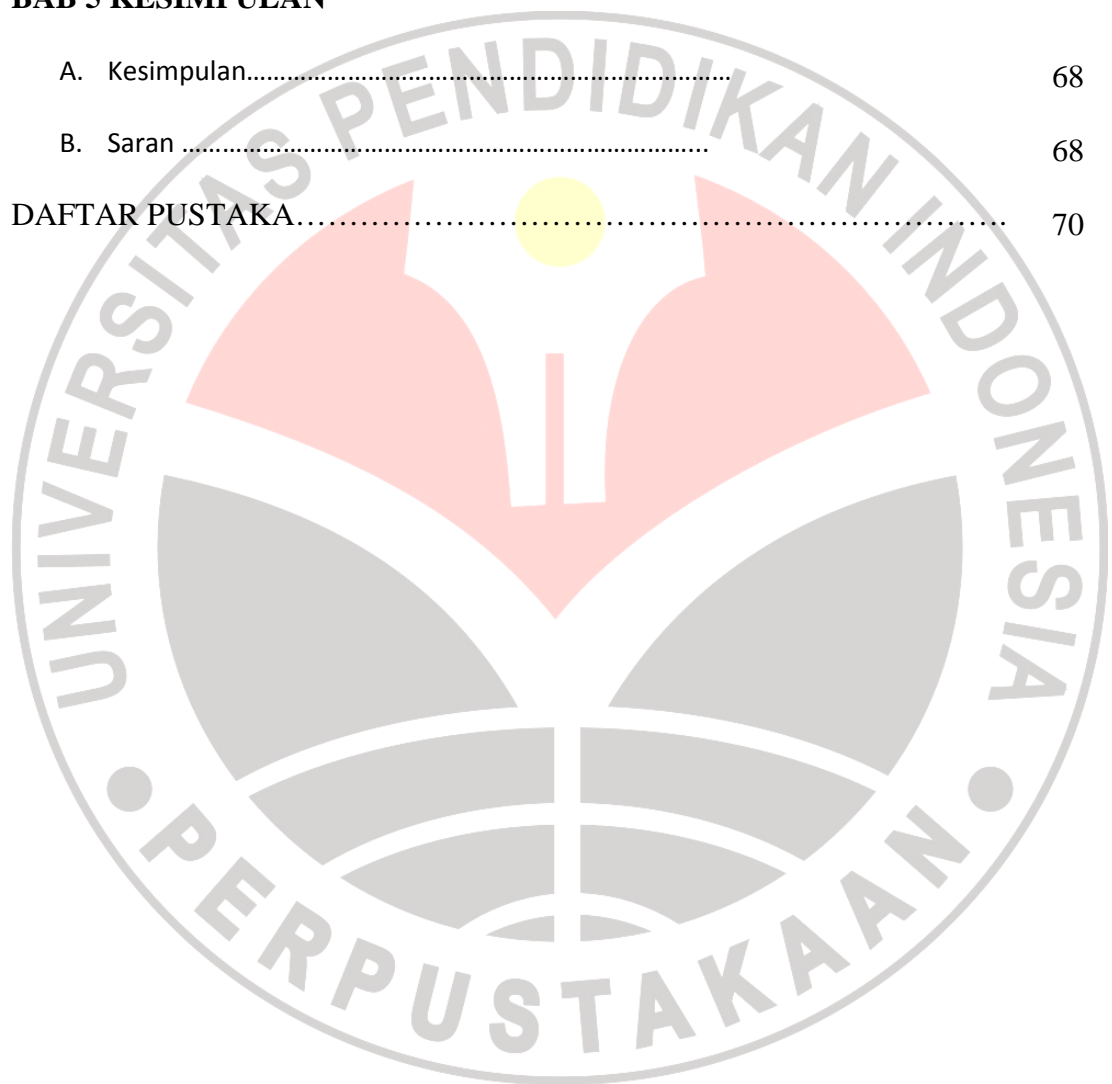 BAB 5 KESIMPULAN
A. Kesimpulan……………………………………………………………… 68
B. Saran …………………………………………………………………….. 68
DAFTAR PUSTAKA……………………………………………………………… 70
UNIVERSITAS PENDIDIKAN INDONESIA
PERPUSTAKAAN